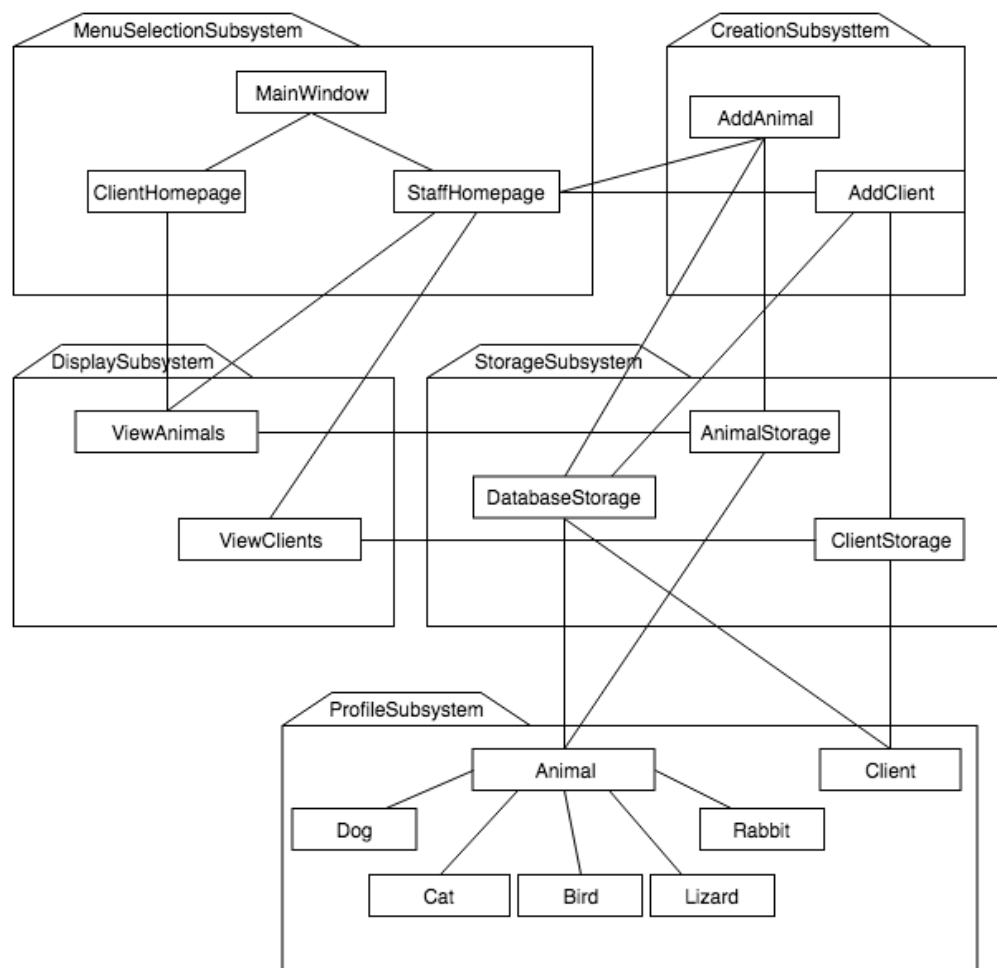 MenuSelectionSubsystem
CreationSubsysttem
MainWindow
AddAnimal
ClientHomepage
StaffHomepage
AddClient
DisplaySubsystem
StorageSubsystem
ViewAnimals
AnimalStorage
DatabaseStorage
ViewClients
ClientStorage
ProfileSubsystem
Animal
Client
Dog
Rabbit
Cat
Bird
Lizard